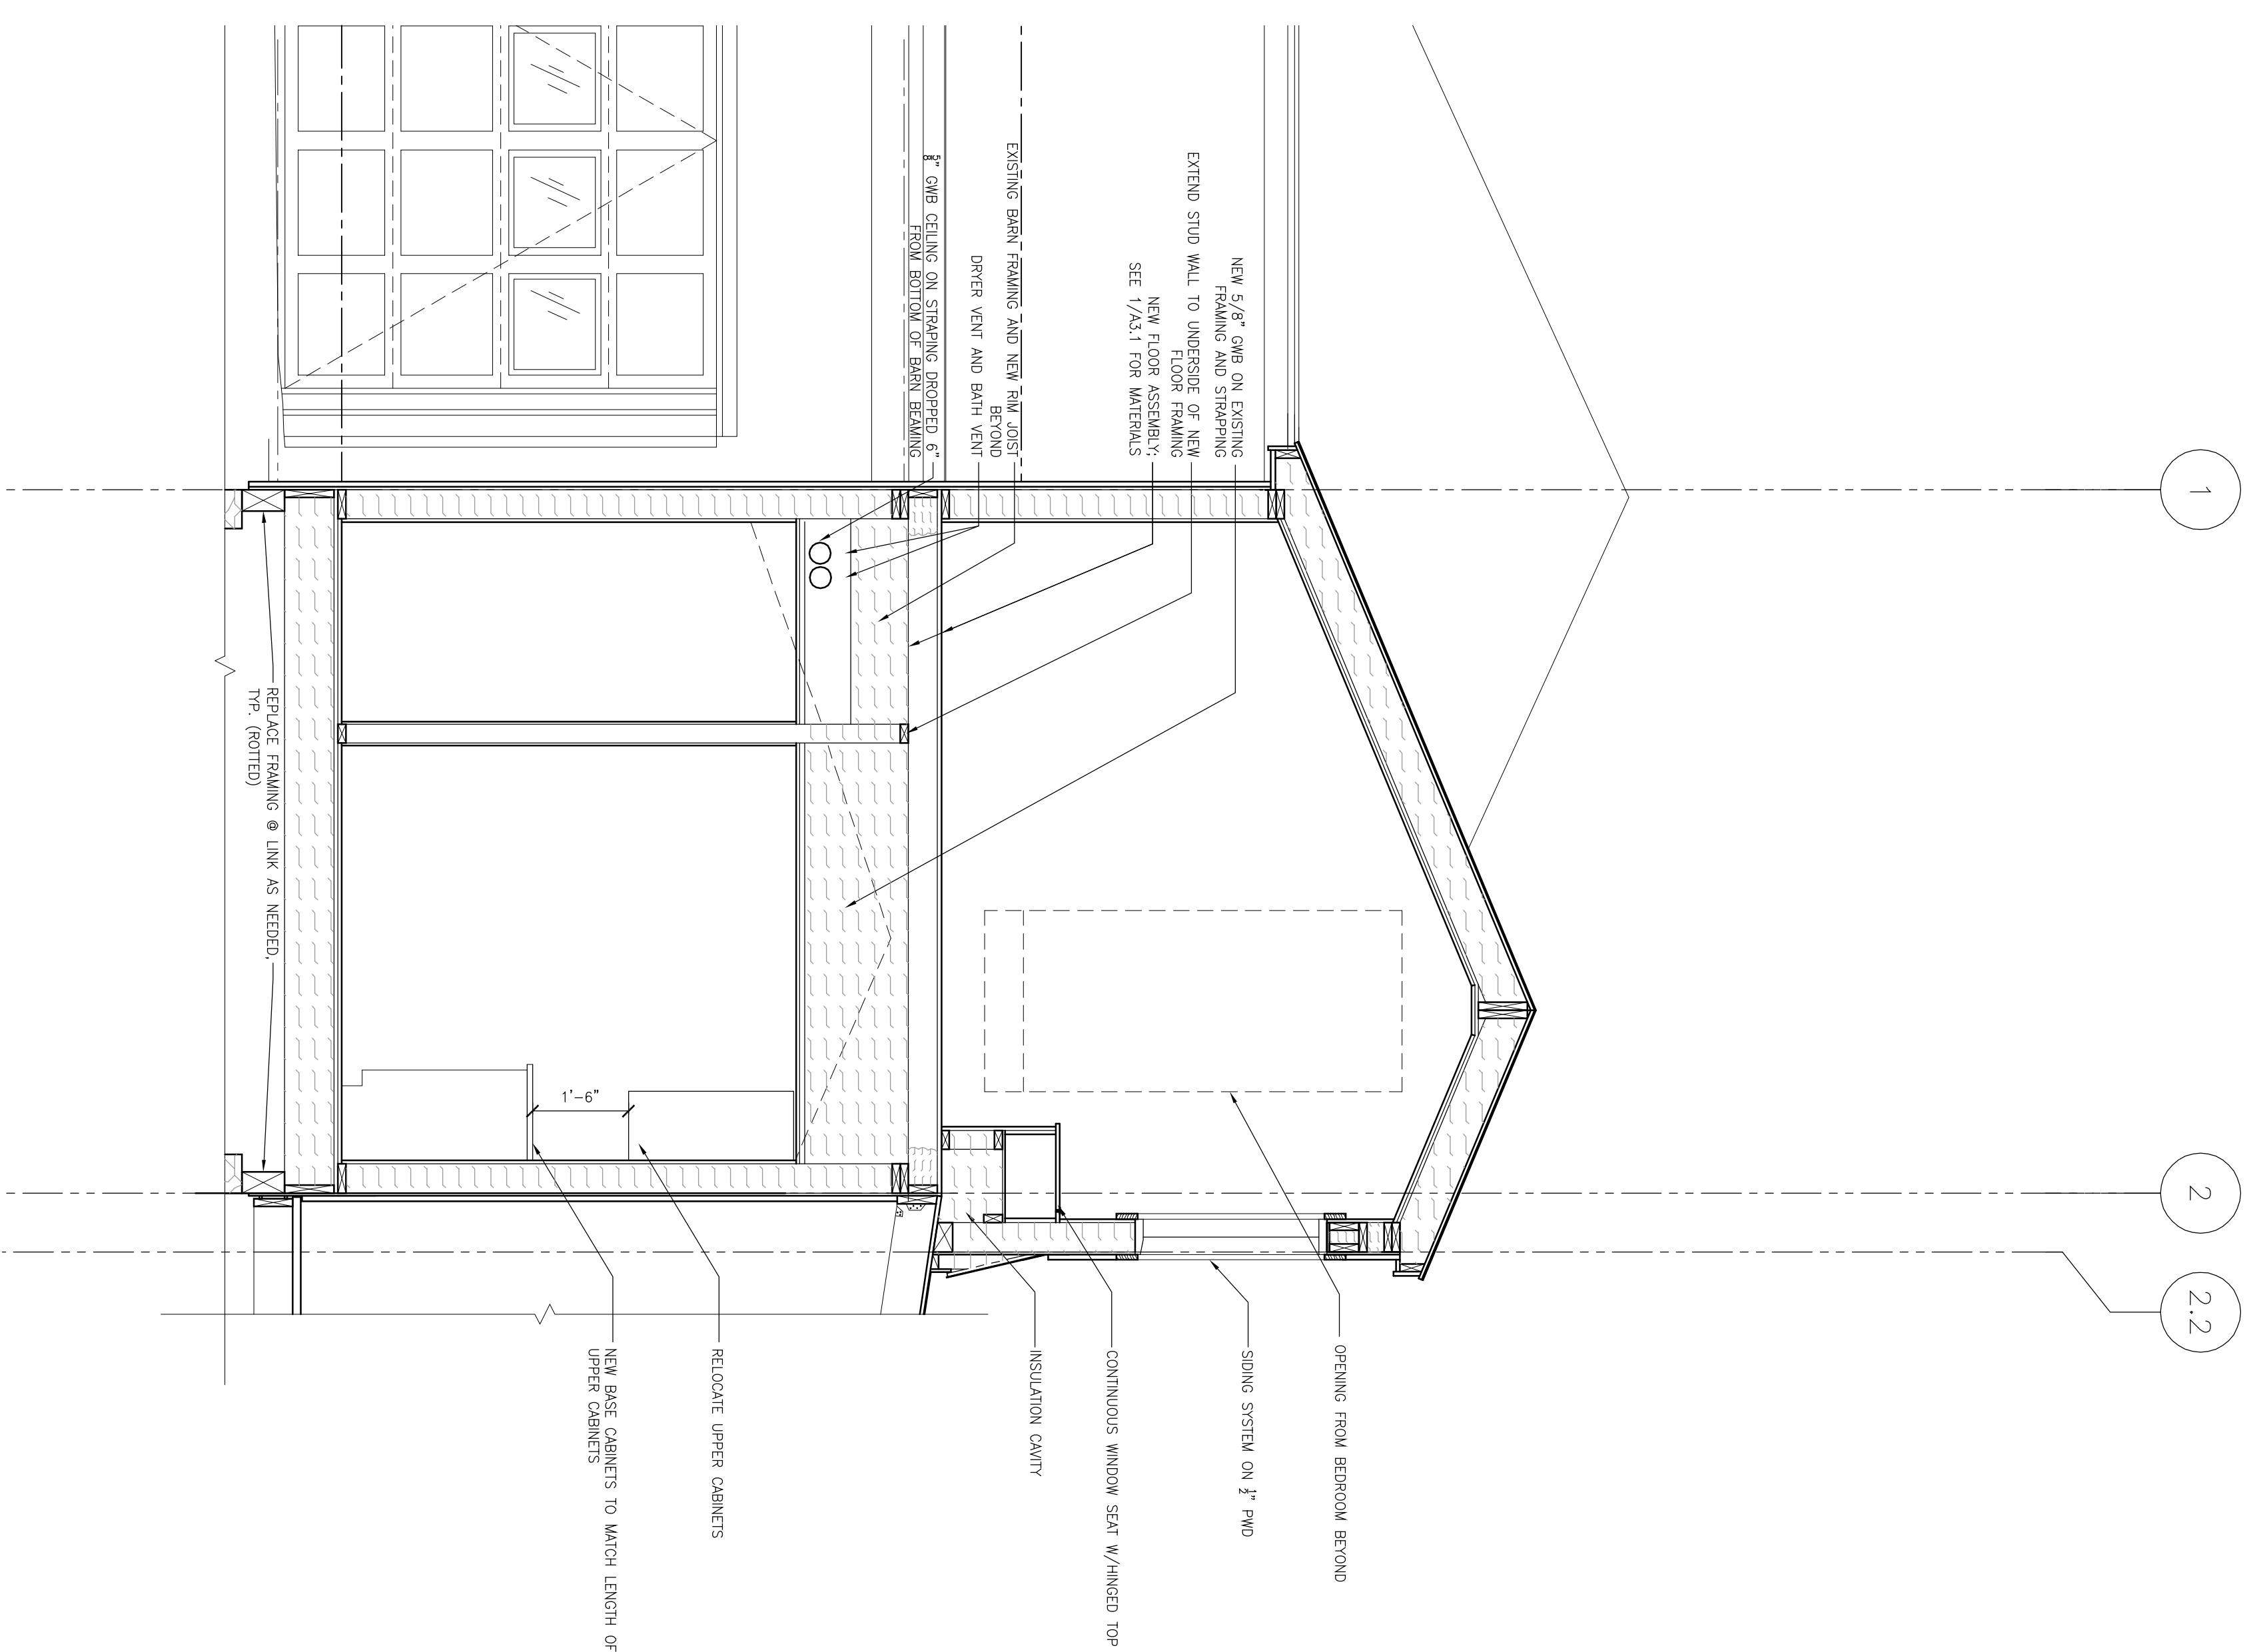 1
2
2.2
NEW 5/8" GWB ON EXISTING
FRAMING AND STRAPPING
EXTEND STUD WALL TO UNDERSIDE OF NEW
FLOOR FRAMING
NEW FLOOR ASSEMBLY;
SEE 1/A3.1 FOR MATERIALS
EXISTING BARN FRAMING AND NEW RIM JOIST
BEYOND
DRYER VENT AND BATH VENT
5/8" GWB CEILING ON STRAPING DROPPED 6"
FROM BOTTOM OF BARN BEAMING
OPENING FROM BEDROOM BEYOND
SIDING SYSTEM ON 1/2" PWD
CONTINUOUS WINDOW SEAT W/HINGED TOP
INSULATION CAVITY
RELOCATE UPPER CABINETS
NEW BASE CABINETS TO MATCH LENGTH OF
UPPER CABINETS
1'-6"
REPLACE FRAMING @ LINK AS NEEDED,
TYP. (ROTTED)